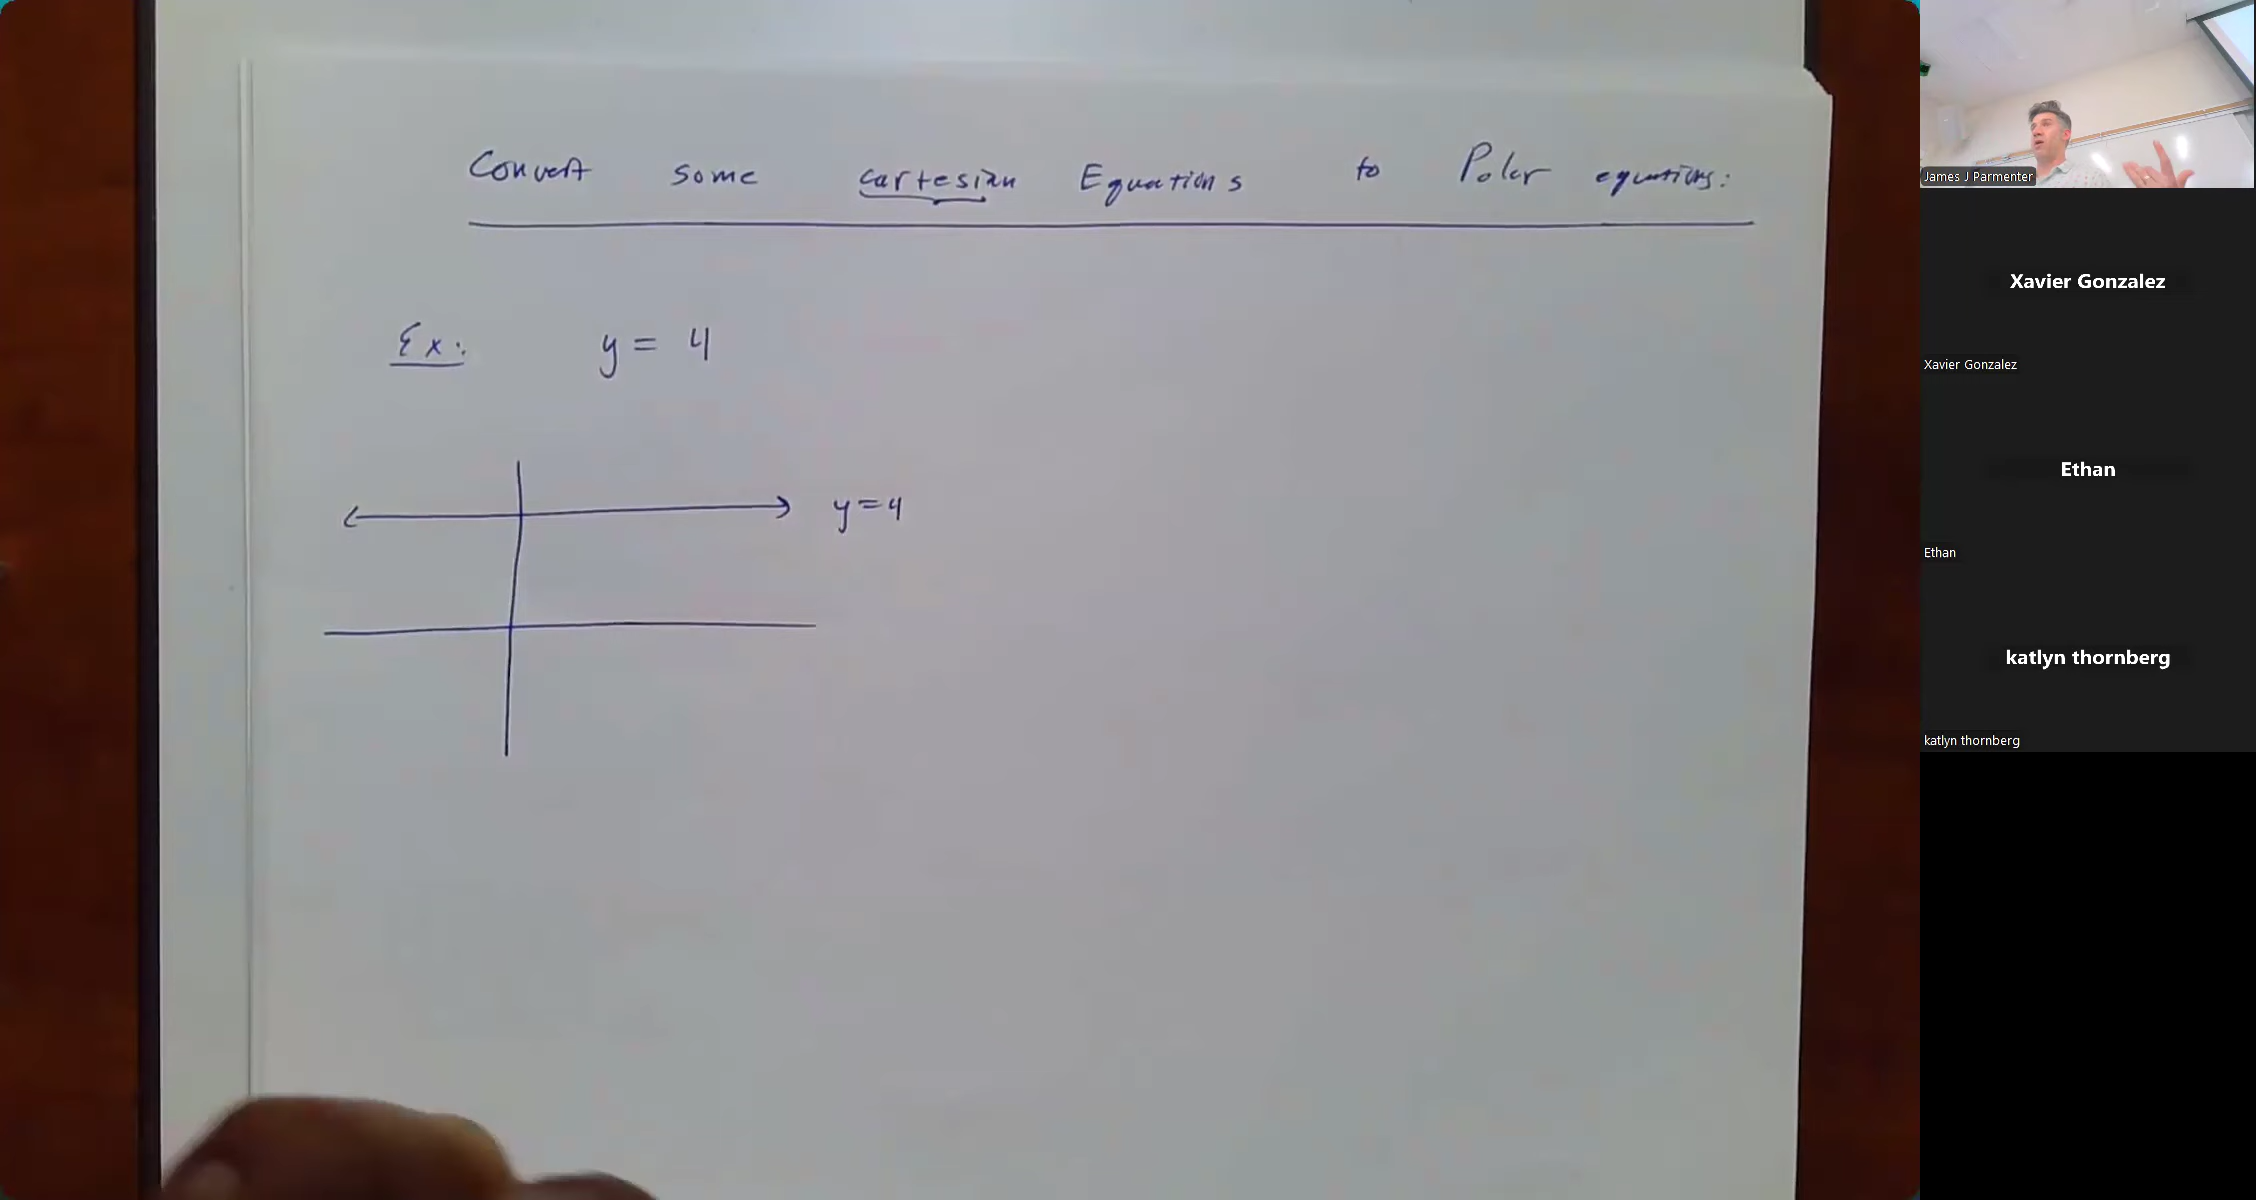 Convert some cartesian Equations to Polar equations:
Ex: y = 4
y = 4
James J Parmenter
Xavier Gonzalez
Xavier Gonzalez
Ethan
Ethan
katlyn thornberg
katlyn thornberg